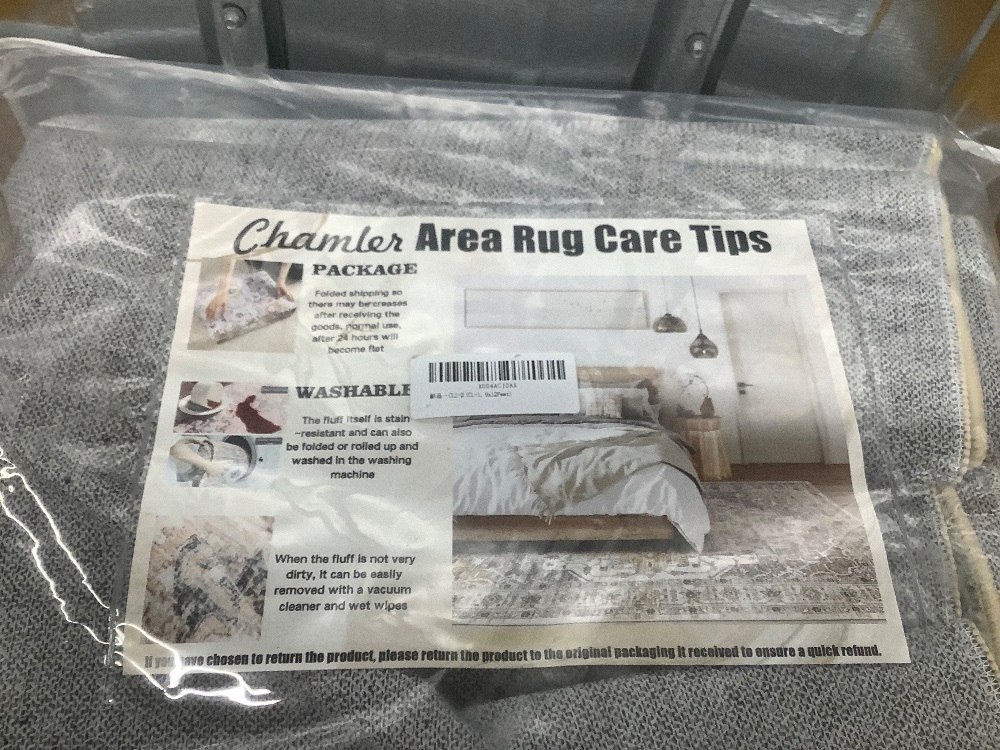 Chamler Area Rug Care Tips
PACKAGE
Folded shipping so
there may be creases
after receiving the
goods, normal use,
after 24 hours will
become flat
WASHABLE
The fluff itself is stain
-resistant and can also
be folded or rolled up and
washed in the washing
machine
When the fluff is not very
dirty, it can be easily
removed with a vacuum
cleaner and wet wipes
If you have chosen to return the product, please return the product to the original packaging it received to ensure a quick refund.